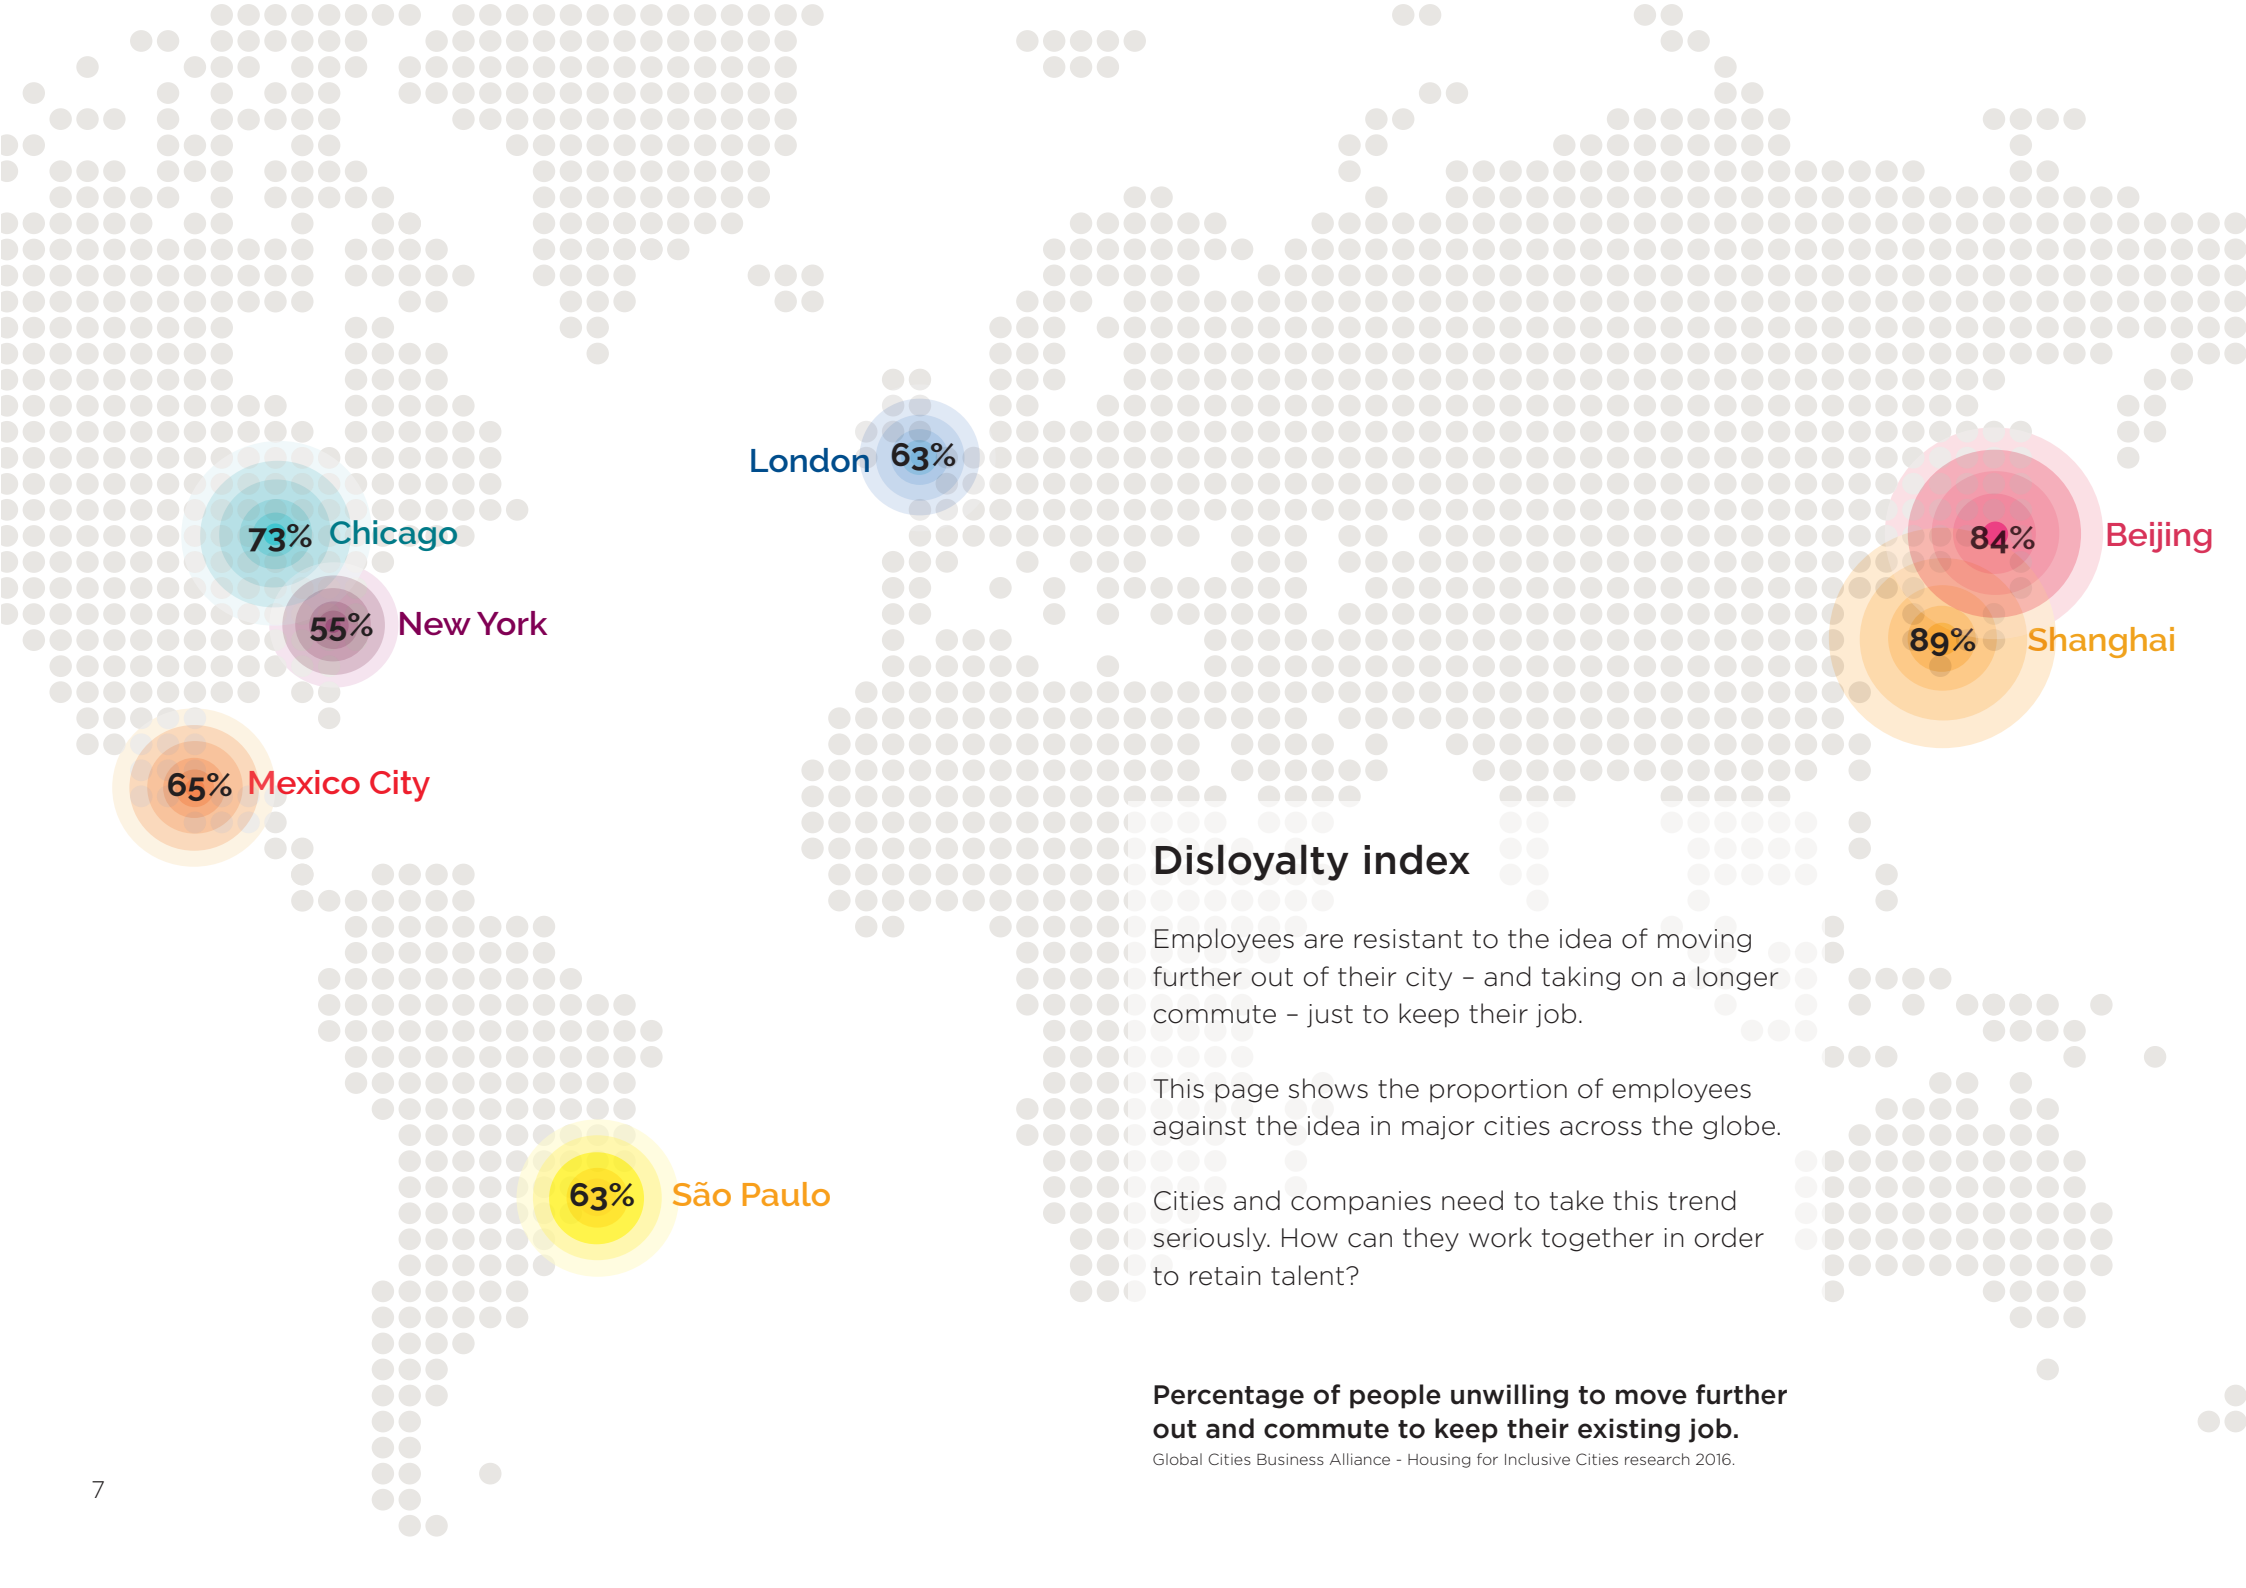 London 63%
73% Chicago
84% Beijing
55% New York
89% Shanghai
65% Mexico City
63% São Paulo
Disloyalty index
Employees are resistant to the idea of moving
further out of their city – and taking on a longer
commute – just to keep their job.
This page shows the proportion of employees
against the idea in major cities across the globe.
Cities and companies need to take this trend
seriously. How can they work together in order
to retain talent?
Percentage of people unwilling to move further
out and commute to keep their existing job.
Global Cities Business Alliance - Housing for Inclusive Cities research 2016.
7